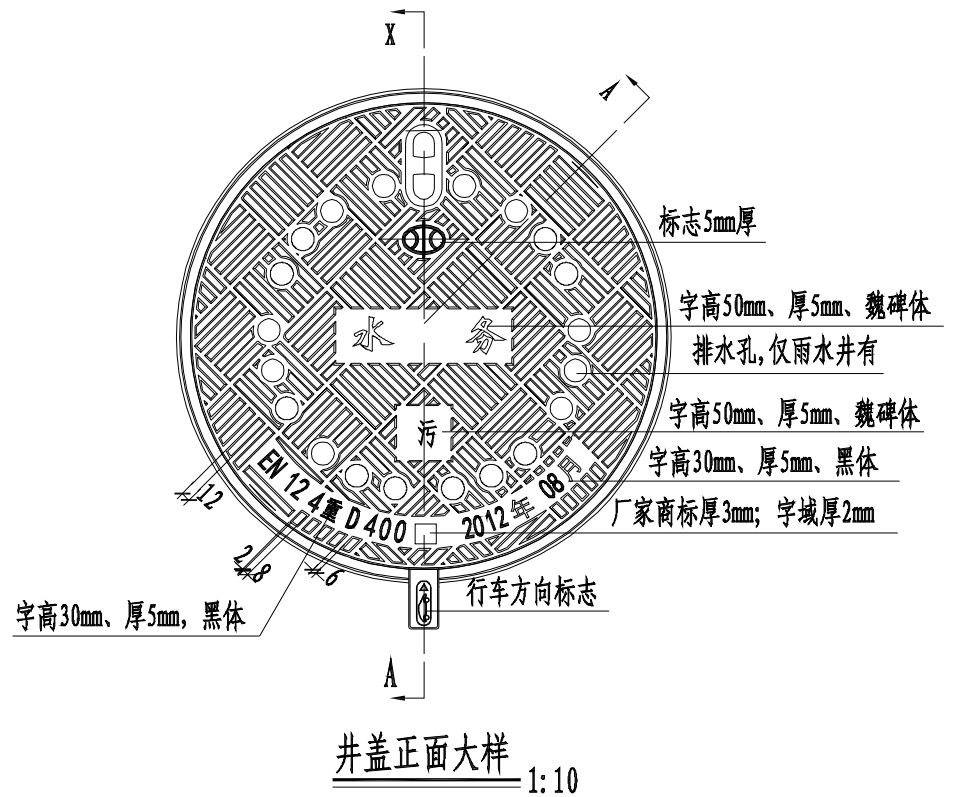 X
A
标志5mm厚
字高50mm、厚5mm、魏碑体
水 务
排水孔,仅雨水井有
字高50mm、厚5mm、魏碑体
污
字高30mm、厚5mm、黑体
EN 12 4重 D 400
2012 年 08 月
12
厂家商标厚3mm；字域厚2mm
2
8
6
行车方向标志
字高30mm、厚5mm，黑体
A
井盖正面大样 1:10